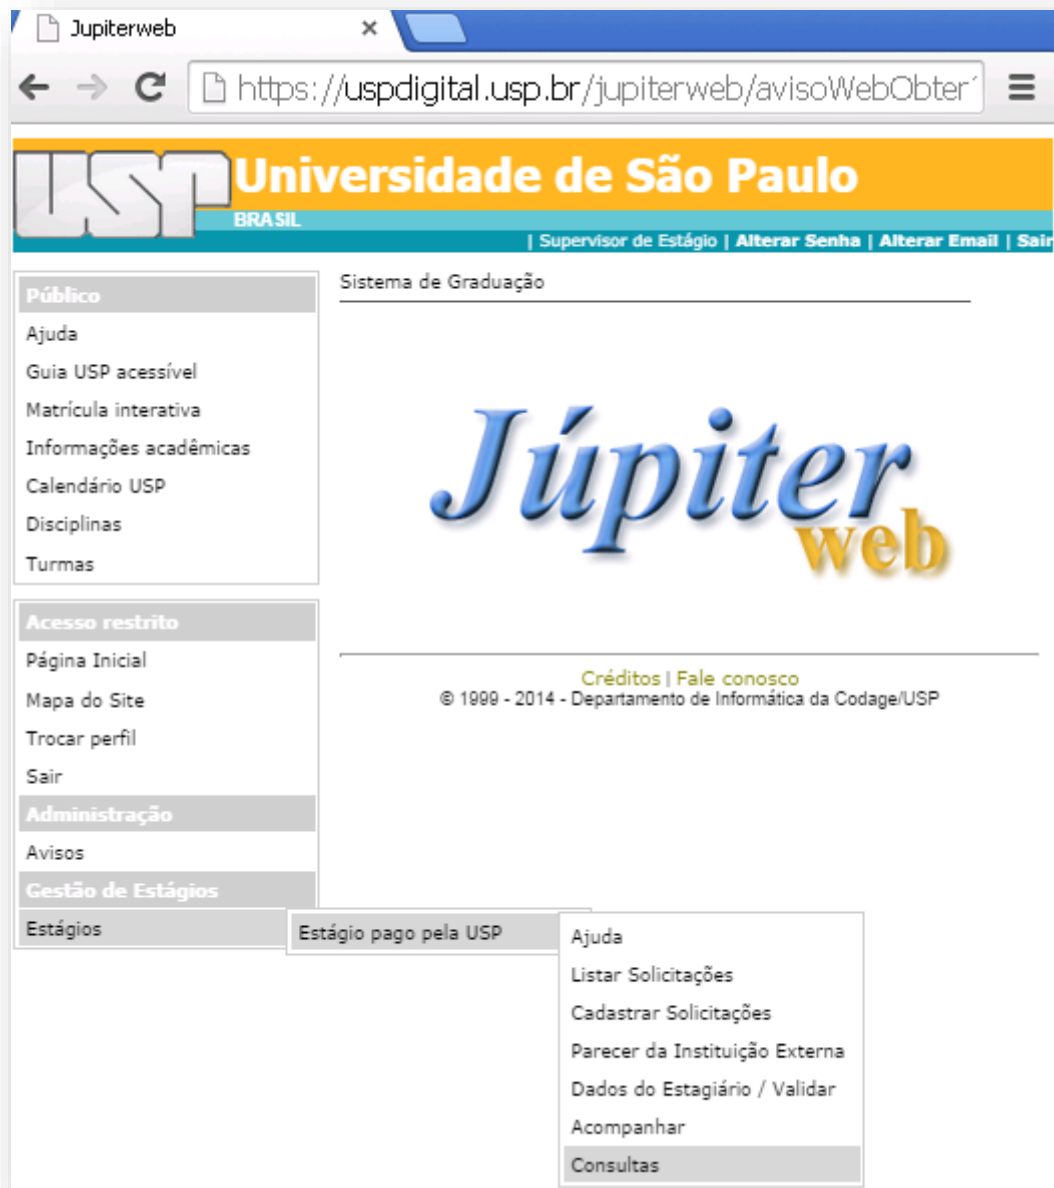 Jupiterweb
https://uspdigital.usp.br/jupiterweb/avisoWebObter
USP
Universidade de São Paulo
BRASIL
| Supervisor de Estágio | Alterar Senha | Alterar Email | Sair
Público
Ajuda
Guia USP acessível
Matrícula interativa
Informações acadêmicas
Calendário USP
Disciplinas
Turmas
Acesso restrito
Página Inicial
Mapa do Site
Trocar perfil
Sair
Administração
Avisos
Gestão de Estágios
Estágios
Sistema de Graduação
Júpiter
web
Créditos | Fale conosco
© 1999 - 2014 - Departamento de Informática da Codage/USP
Estágio pago pela USP
Ajuda
Listar Solicitações
Cadastrar Solicitações
Parecer da Instituição Externa
Dados do Estagiário / Validar
Acompanhar
Consultas